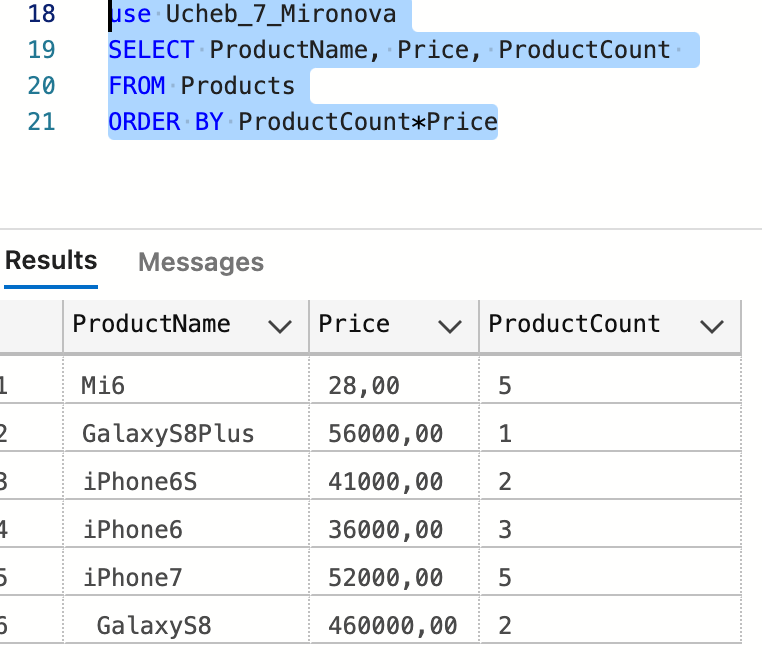 18 use Ucheb_7_Mironova
19 SELECT ProductName, Price, ProductCount
20 FROM Products
21 ORDER BY ProductCount*Price
Results Messages
ProductName Price ProductCount
1 Mi6 28,00 5
2 GalaxyS8Plus 56000,00 1
3 iPhone6S 41000,00 2
4 iPhone6 36000,00 3
5 iPhone7 52000,00 5
6 GalaxyS8 460000,00 2